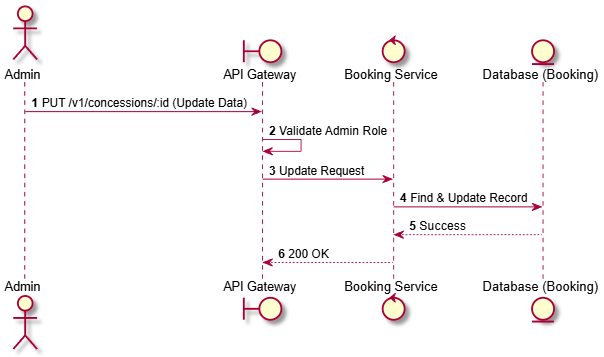 Admin
API Gateway
Booking Service
Database (Booking)
1 PUT /v1/concessions/:id (Update Data)
2 Validate Admin Role
3 Update Request
4 Find & Update Record
5 Success
6 200 OK
Admin
API Gateway
Booking Service
Database (Booking)